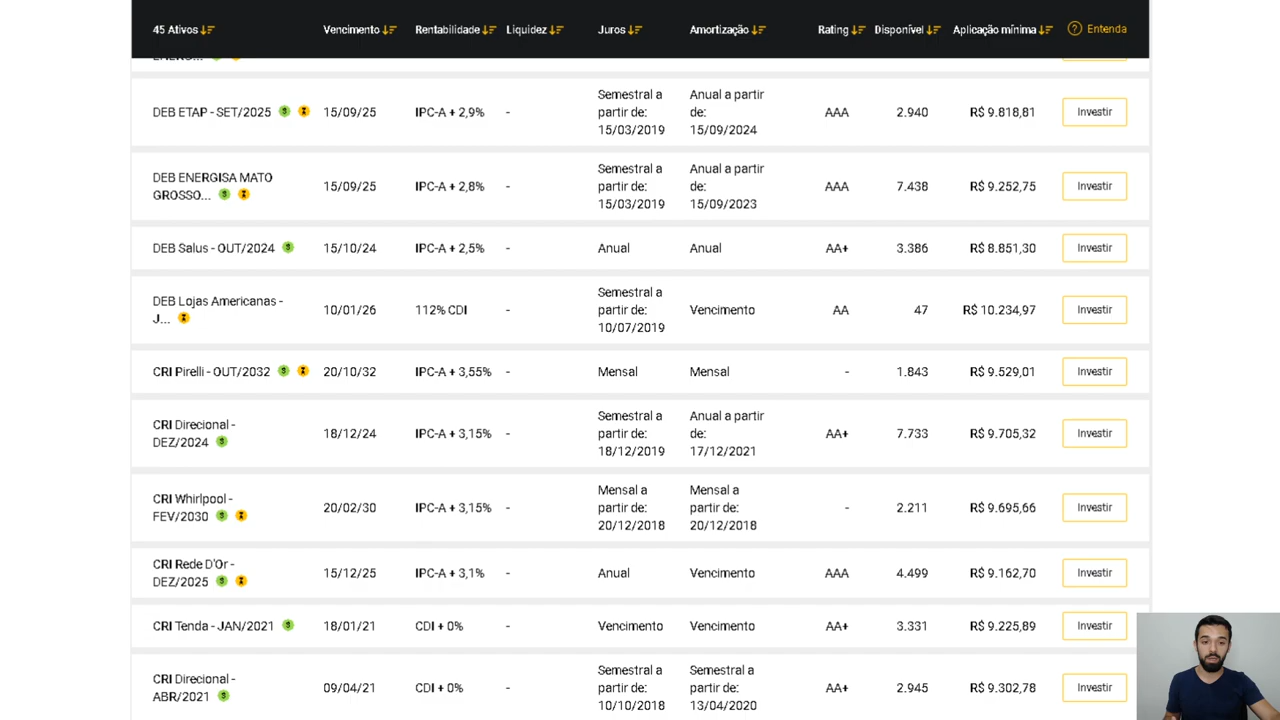 45 Ativos Vencimento Rentabilidade Liquidez Juros Amortização Rating Disponível Aplicação mínima ? Entenda
DEB ETAP - SET/2025 $ 15/09/25 IPC-A + 2,9% - Semestral a partir de: 15/03/2019 Anual a partir de: 15/09/2024 AAA 2.940 R$ 9.818,81 Investir
DEB ENERGISA MATO GROSSO... $ 15/09/25 IPC-A + 2,8% - Semestral a partir de: 15/03/2019 Anual a partir de: 15/09/2023 AAA 7.438 R$ 9.252,75 Investir
DEB Salus - OUT/2024 $ 15/10/24 IPC-A + 2,5% - Anual Anual AA+ 3.386 R$ 8.851,30 Investir
DEB Lojas Americanas - J... 10/01/26 112% CDI - Semestral a partir de: 10/07/2019 Vencimento AA 47 R$ 10.234,97 Investir
CRI Pirelli - OUT/2032 $ 20/10/32 IPC-A + 3,55% - Mensal Mensal - 1.843 R$ 9.529,01 Investir
CRI Direcional - DEZ/2024 $ 18/12/24 IPC-A + 3,15% - Semestral a partir de: 18/12/2019 Anual a partir de: 17/12/2021 AA+ 7.733 R$ 9.705,32 Investir
CRI Whirlpool - FEV/2030 $ 20/02/30 IPC-A + 3,15% - Mensal a partir de: 20/12/2018 Mensal a partir de: 20/12/2018 - 2.211 R$ 9.695,66 Investir
CRI Rede D'Or - DEZ/2025 $ 15/12/25 IPC-A + 3,1% - Anual Vencimento AAA 4.499 R$ 9.162,70 Investir
CRI Tenda - JAN/2021 $ 18/01/21 CDI + 0% - Vencimento Vencimento AA+ 3.331 R$ 9.225,89 Investir
CRI Direcional - ABR/2021 $ 09/04/21 CDI + 0% - Semestral a partir de: 10/10/2018 Semestral a partir de: 13/04/2020 AA+ 2.945 R$ 9.302,78 Investir